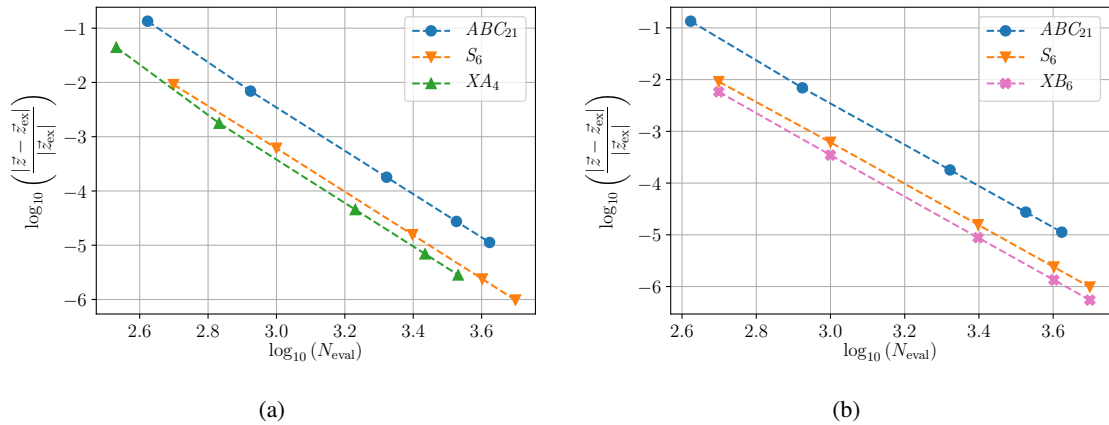 −1
−2
−3
−4
−5
−6
2.6 2.8 3.0 3.2 3.4 3.6
log₁₀ (|z⃗ − z⃗ₑₓ| / |z⃗ₑₓ|)
log₁₀ (N_eval)
ABC₂₁
S₆
XA₄
(a)
−1
−2
−3
−4
−5
−6
2.6 2.8 3.0 3.2 3.4 3.6
log₁₀ (|z⃗ − z⃗ₑₓ| / |z⃗ₑₓ|)
log₁₀ (N_eval)
ABC₂₁
S₆
XB₆
(b)